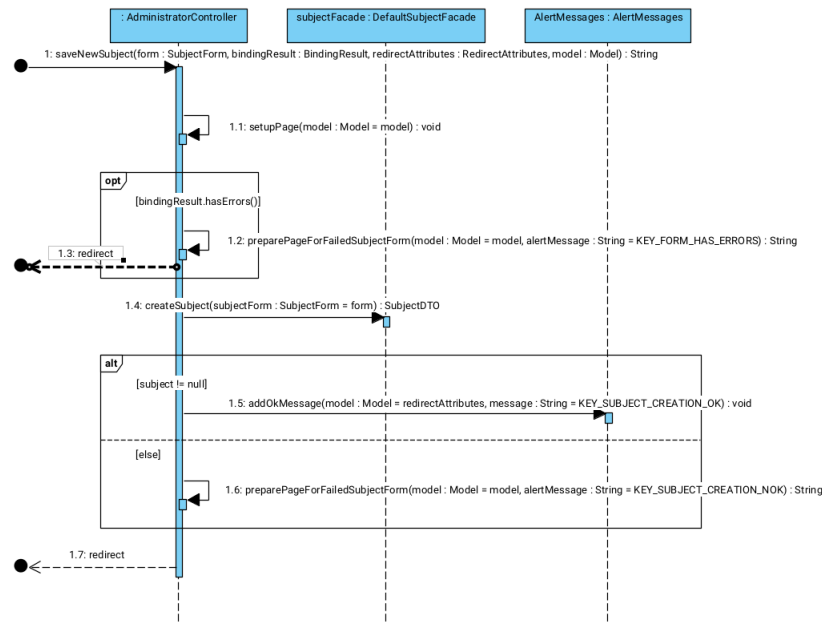 : AdministratorController
subjectFacade : DefaultSubjectFacade
AlertMessages : AlertMessages
1: saveNewSubject(form : SubjectForm, bindingResult : BindingResult, redirectAttributes : RedirectAttributes, model : Model) : String
1.1: setupPage(model : Model = model) : void
opt
[bindingResult.hasErrors()]
1.2: preparePageForFailedSubjectForm(model : Model = model, alertMessage : String = KEY_FORM_HAS_ERRORS) : String
1.3: redirect
1.4: createSubject(subjectForm : SubjectForm = form) : SubjectDTO
alt
[subject != null]
1.5: addOkMessage(model : Model = redirectAttributes, message : String = KEY_SUBJECT_CREATION_OK) : void
[else]
1.6: preparePageForFailedSubjectForm(model : Model = model, alertMessage : String = KEY_SUBJECT_CREATION_NOK) : String
1.7: redirect